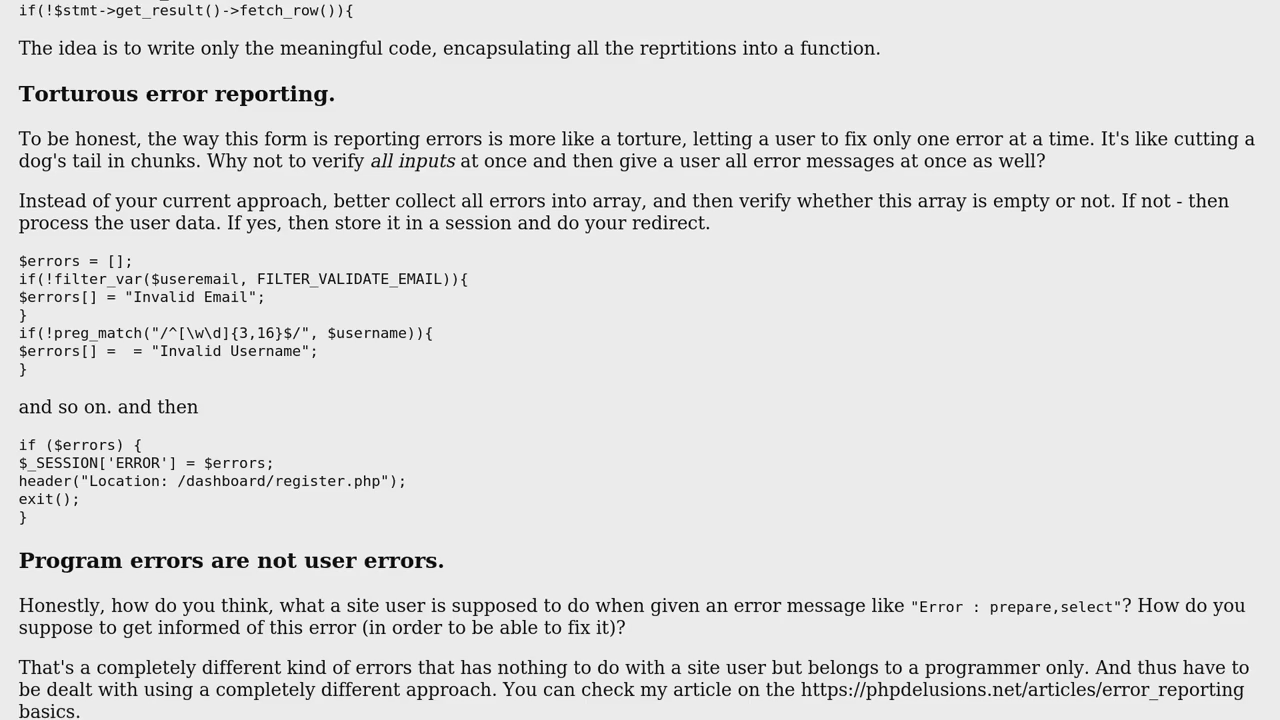 if(!$stmt->get_result()->fetch_row()){
The idea is to write only the meaningful code, encapsulating all the reprtitions into a function.
Torturous error reporting.
To be honest, the way this form is reporting errors is more like a torture, letting a user to fix only one error at a time. It's like cutting a
dog's tail in chunks. Why not to verify all inputs at once and then give a user all error messages at once as well?
Instead of your current approach, better collect all errors into array, and then verify whether this array is empty or not. If not - then
process the user data. If yes, then store it in a session and do your redirect.
$errors = [];
if(!filter_var($useremail, FILTER_VALIDATE_EMAIL)){
$errors[] = "Invalid Email";
}
if(!preg_match("/^[\w\d]{3,16}$/", $username)){
$errors[] =  = "Invalid Username";
}
and so on. and then
if ($errors) {
$_SESSION['ERROR'] = $errors;
header("Location: /dashboard/register.php");
exit();
}
Program errors are not user errors.
Honestly, how do you think, what a site user is supposed to do when given an error message like "Error : prepare,select"? How do you
suppose to get informed of this error (in order to be able to fix it)?
That's a completely different kind of errors that has nothing to do with a site user but belongs to a programmer only. And thus have to
be dealt with using a completely different approach. You can check my article on the https://phpdelusions.net/articles/error_reporting
basics.